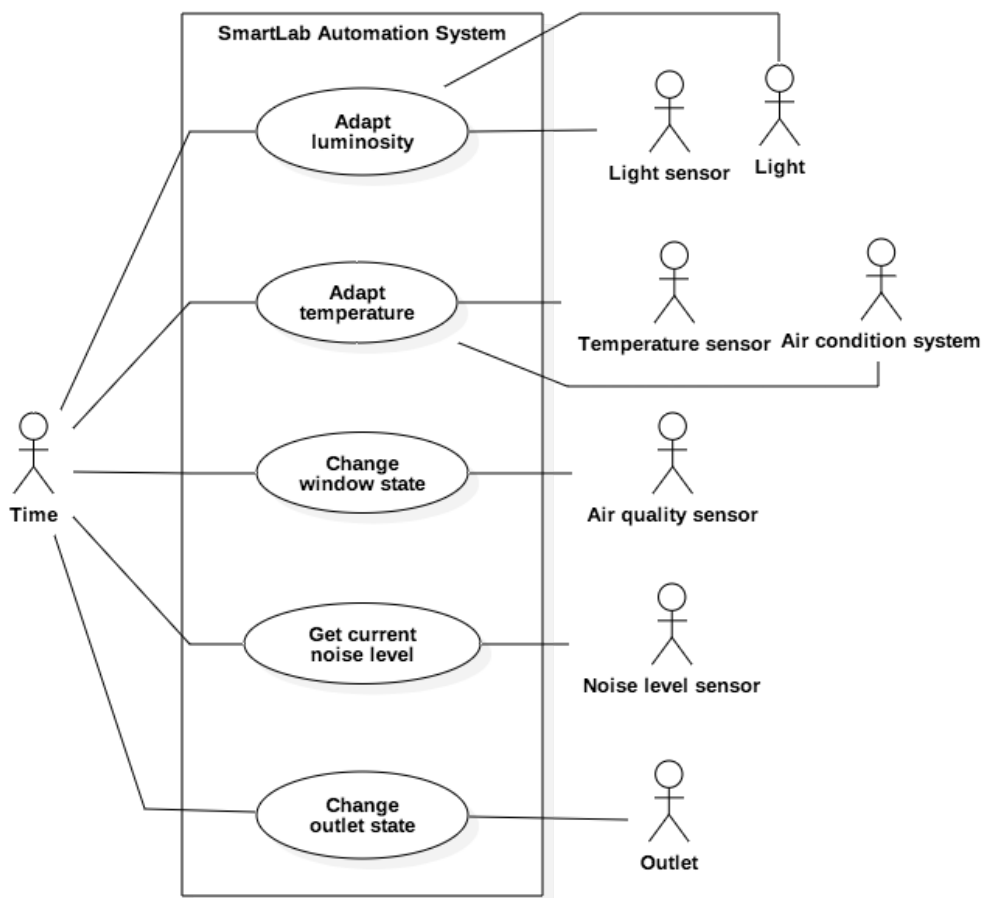 SmartLab Automation System
Adapt
luminosity
Light sensor
Light
Adapt
temperature
Temperature sensor
Air condition system
Time
Change
window state
Air quality sensor
Get current
noise level
Noise level sensor
Change
outlet state
Outlet